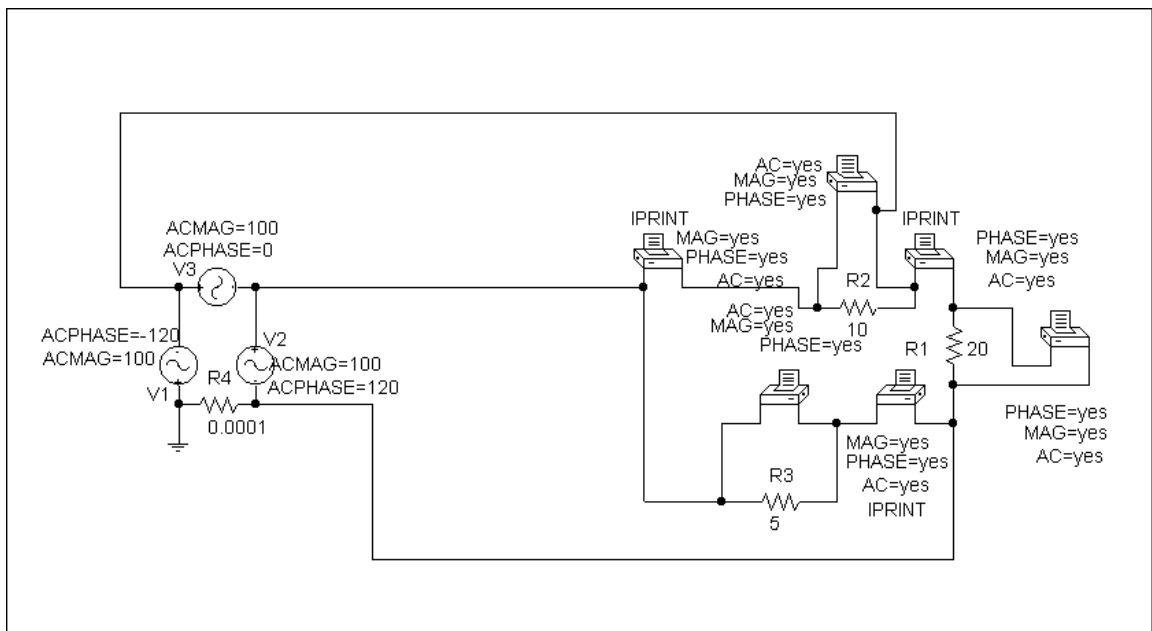 AC=yes
MAG=yes
PHASE=yes
IPRINT
MAG=yes
PHASE=yes
AC=yes
IPRINT
PHASE=yes
MAG=yes
AC=yes
ACMAG=100
ACPHASE=0
V3
R2
10
AC=yes
MAG=yes
PHASE=yes
ACPHASE=-120
ACMAG=100
V1
R4
0.0001
V2
ACMAG=100
ACPHASE=120
R1
20
MAG=yes
PHASE=yes
AC=yes
IPRINT
R3
5
PHASE=yes
MAG=yes
AC=yes